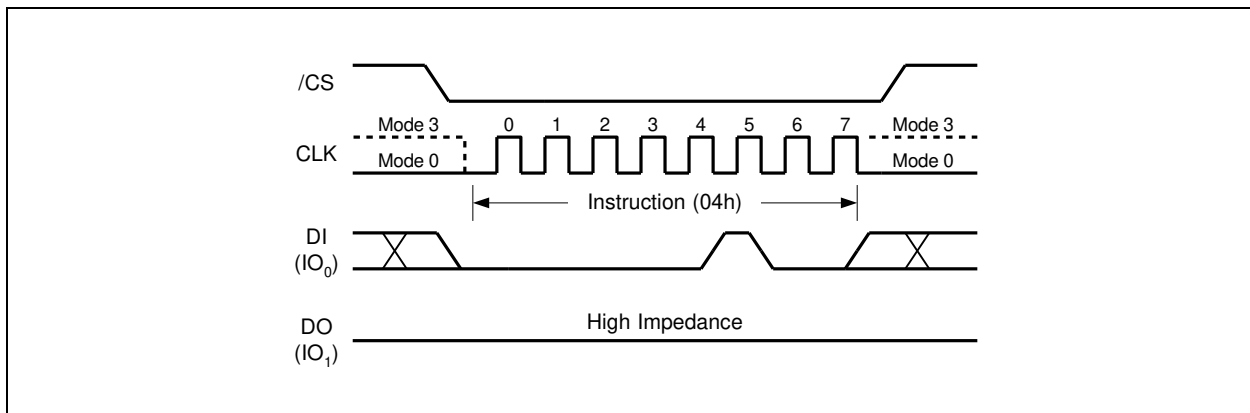 /CS
Mode 3 0 1 2 3 4 5 6 7 Mode 3
CLK
Mode 0 Mode 0
Instruction (04h)
DI
(IO₀)
High Impedance
DO
(IO₁)